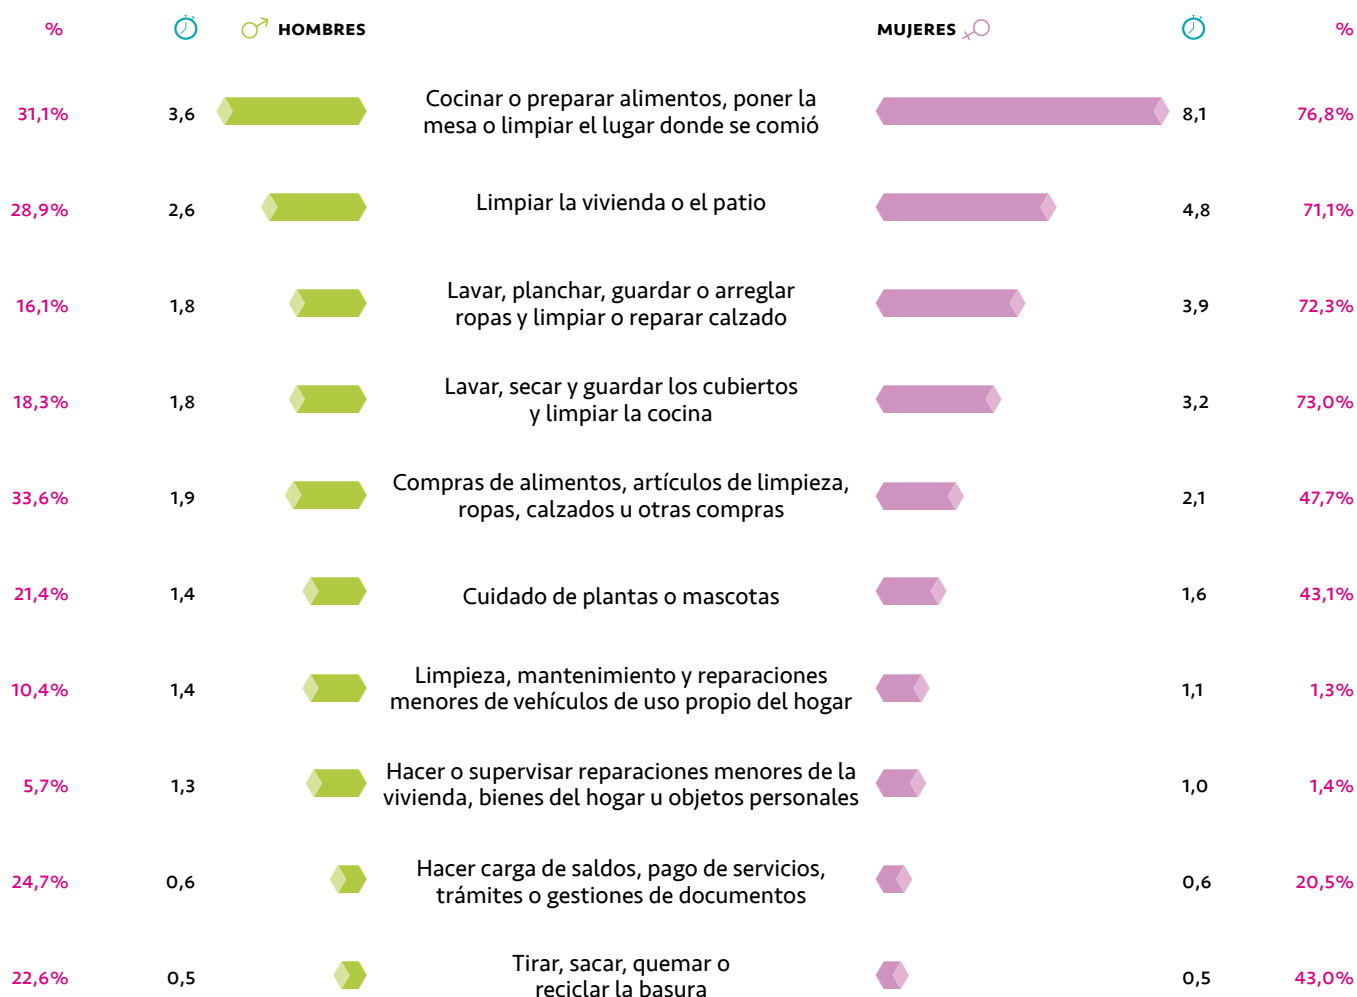 % HOMBRES MUJERES %
31,1% 3,6 Cocinar o preparar alimentos, poner la
mesa o limpiar el lugar donde se comió 8,1 76,8%
28,9% 2,6 Limpiar la vivienda o el patio 4,8 71,1%
16,1% 1,8 Lavar, planchar, guardar o arreglar
ropas y limpiar o reparar calzado 3,9 72,3%
18,3% 1,8 Lavar, secar y guardar los cubiertos
y limpiar la cocina 3,2 73,0%
33,6% 1,9 Compras de alimentos, artículos de limpieza,
ropas, calzados u otras compras 2,1 47,7%
21,4% 1,4 Cuidado de plantas o mascotas 1,6 43,1%
10,4% 1,4 Limpieza, mantenimiento y reparaciones
menores de vehículos de uso propio del hogar 1,1 1,3%
5,7% 1,3 Hacer o supervisar reparaciones menores de la
vivienda, bienes del hogar u objetos personales 1,0 1,4%
24,7% 0,6 Hacer carga de saldos, pago de servicios,
trámites o gestiones de documentos 0,6 20,5%
22,6% 0,5 Tirar, sacar, quemar o
reciclar la basura 0,5 43,0%